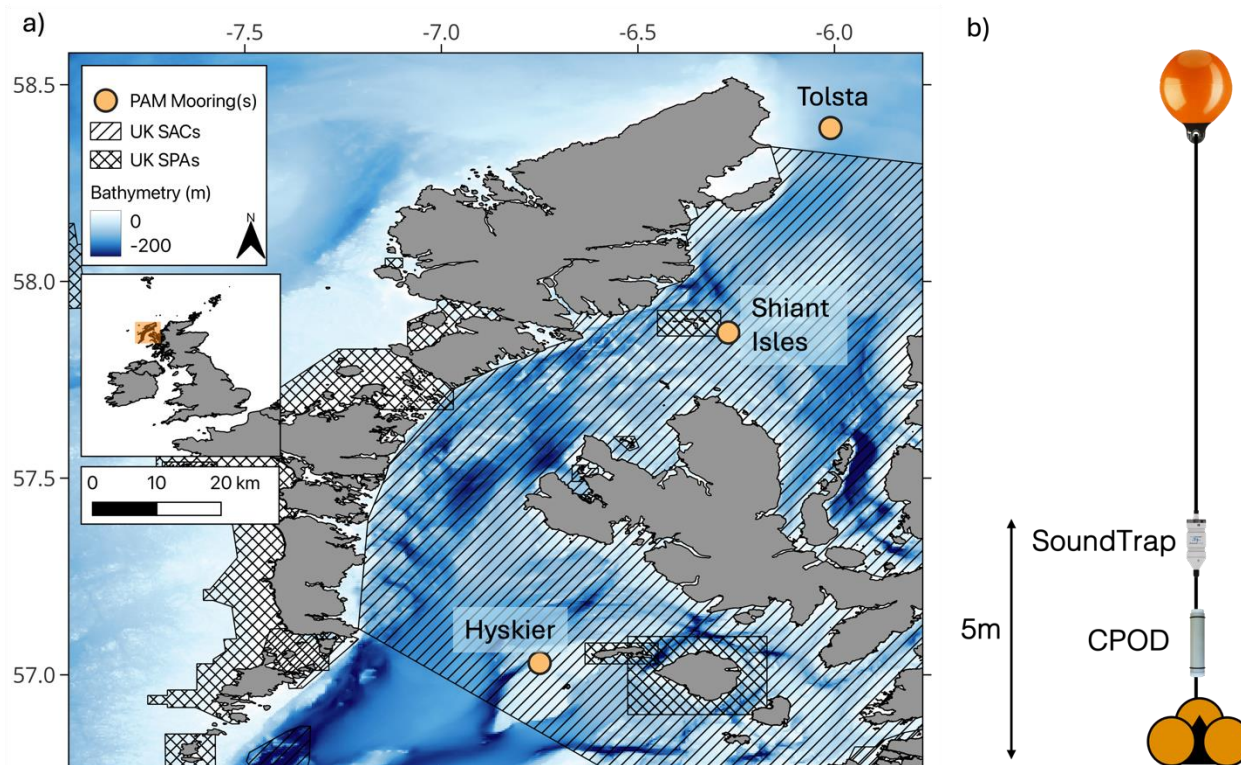 a)
-7.5 -7.0 -6.5 -6.0
58.5
58.0
57.5
57.0
PAM Mooring(s)
UK SACs
UK SPAs
Bathymetry (m)
0
-200
N
0 10 20 km
Tolsta
Shiant
Isles
Hyskier
b)
SoundTrap
5m
CPOD